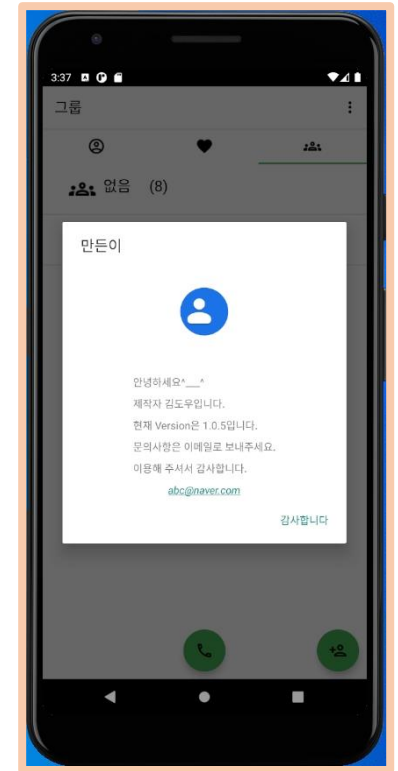 3:37
그룹
없음 (8)
만든이
안녕하세요^__^
제작자 김도우입니다.
현재 Version은 1.0.5입니다.
문의사항은 이메일로 보내주세요.
이용해 주셔서 감사합니다.
abc@naver.com
감사합니다